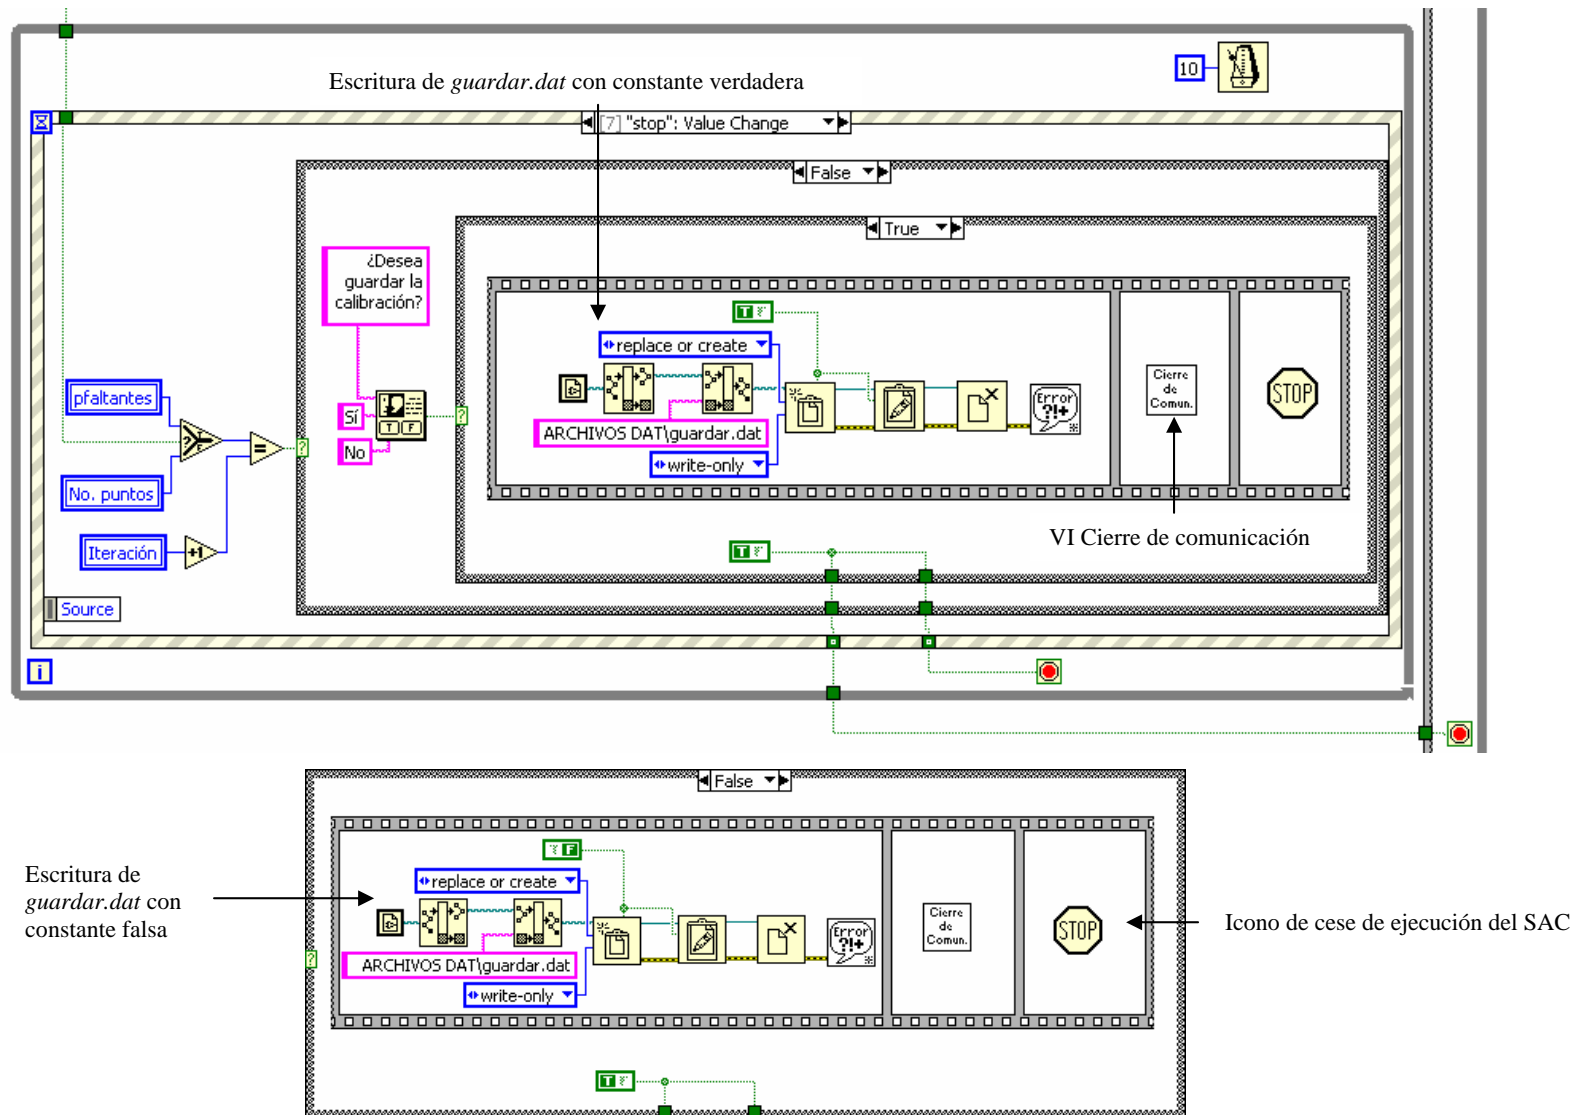 10
Escritura de guardar.dat con constante verdadera
[7] "stop": Value Change
False
True
¿Desea
guardar la
calibración?
T
replace or create
pfaltantes
Sí
No
T F
ARCHIVOS DAT\guardar.dat
write-only
Error
?!+
Cierre
de
Comun.
STOP
?
=
?
?
No. puntos
Iteración
+1
VI Cierre de comunicación
T
Source
i
False
F
Escritura de
guardar.dat con
constante falsa
replace or create
ARCHIVOS DAT\guardar.dat
write-only
Error
?!+
Cierre
de
Comun.
STOP
Icono de cese de ejecución del SAC
?
T